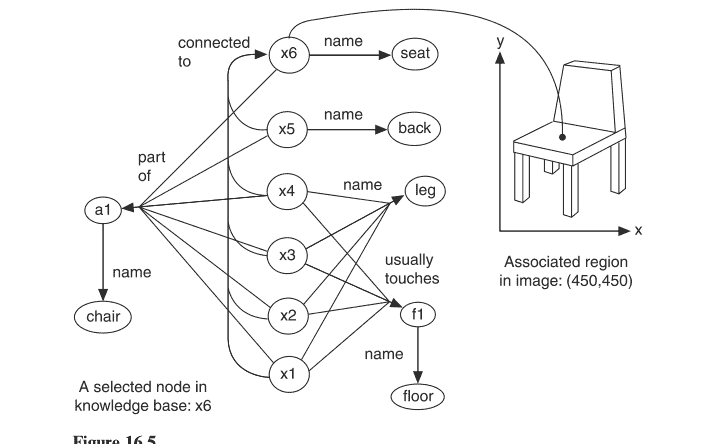 connected
to
x6
name
seat
y
x5
name
back
part
of
x4
name
leg
a1
x
x3
usually
touches
Associated region
in image: (450,450)
name
x2
f1
chair
name
x1
A selected node in
knowledge base: x6
floor
Figure 16.5